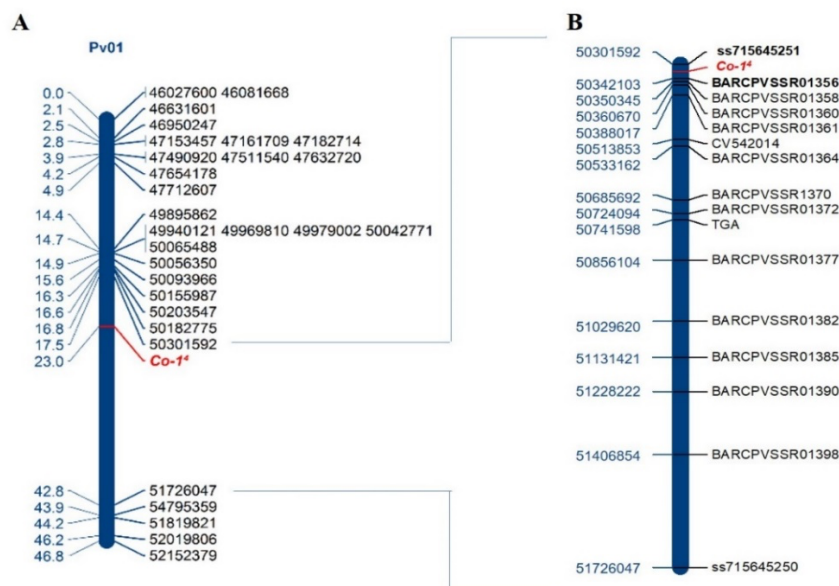 A
Pv01
0.0 46027600 46081668
2.1 46631601
2.5 46950247
2.8 47153457 47161709 47182714
3.9 47490920 47511540 47632720
4.2 47654178
4.9 47712607
14.4 49895862
49940121 49969810 49979002 50042771
14.7 50065488
14.9 50056350
15.6 50093966
16.3 50155987
16.6 50203547
16.8 50182775
17.5 50301592
23.0 Co-1⁴
42.8 51726047
43.9 54795359
44.2 51819821
46.2 52019806
46.8 52152379
B
50301592 ss715645251
Co-1⁴
50342103 BARCPVSSR01356
50350345 BARCPVSSR01358
50360670 BARCPVSSR01360
50388017 BARCPVSSR01361
50513853 CV542014
50533162 BARCPVSSR01364
50685692 BARCPVSSR1370
50724094 BARCPVSSR01372
50741598 TGA
50856104 BARCPVSSR01377
51029620 BARCPVSSR01382
51131421 BARCPVSSR01385
51228222 BARCPVSSR01390
51406854 BARCPVSSR01398
51726047 ss715645250